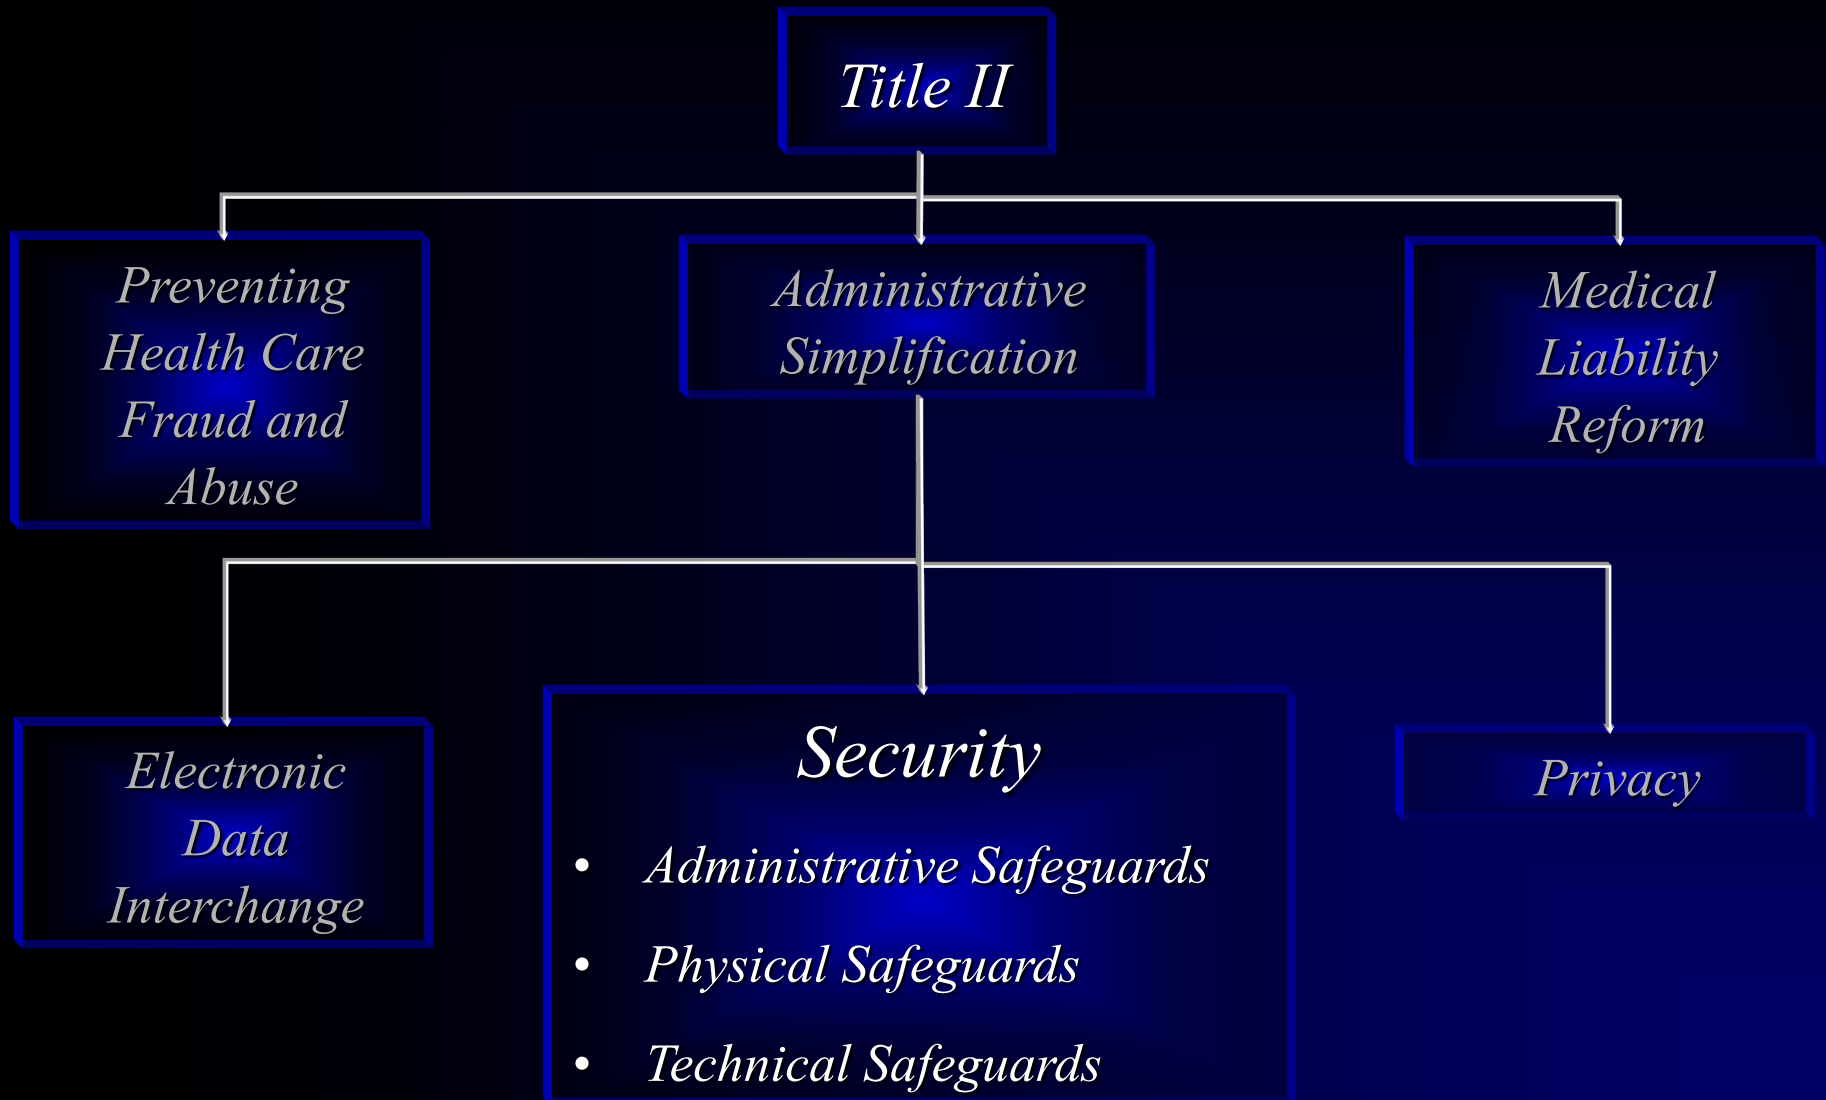 Title II
Preventing
Health Care
Fraud and
Abuse
Administrative
Simplification
Medical
Liability
Reform
Electronic
Data
Interchange
Security
• Administrative Safeguards
• Physical Safeguards
• Technical Safeguards
Privacy